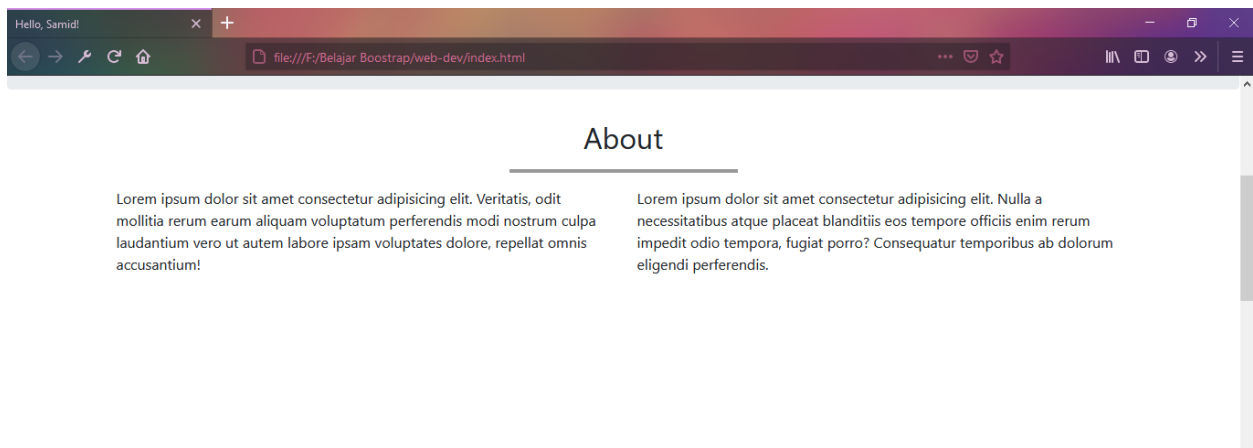 Hello, Samid!
file:///F:/Belajar Boostrap/web-dev/index.html
About
Lorem ipsum dolor sit amet consectetur adipisicing elit. Veritatis, odit
mollitia rerum earum aliquam voluptatum perferendis modi nostrum culpa
laudantium vero ut autem labore ipsam voluptates dolore, repellat omnis
accusantium!
Lorem ipsum dolor sit amet consectetur adipisicing elit. Nulla a
necessitatibus atque placeat blanditiis eos tempore officiis enim rerum
impedit odio tempora, fugiat porro? Consequatur temporibus ab dolorum
eligendi perferendis.